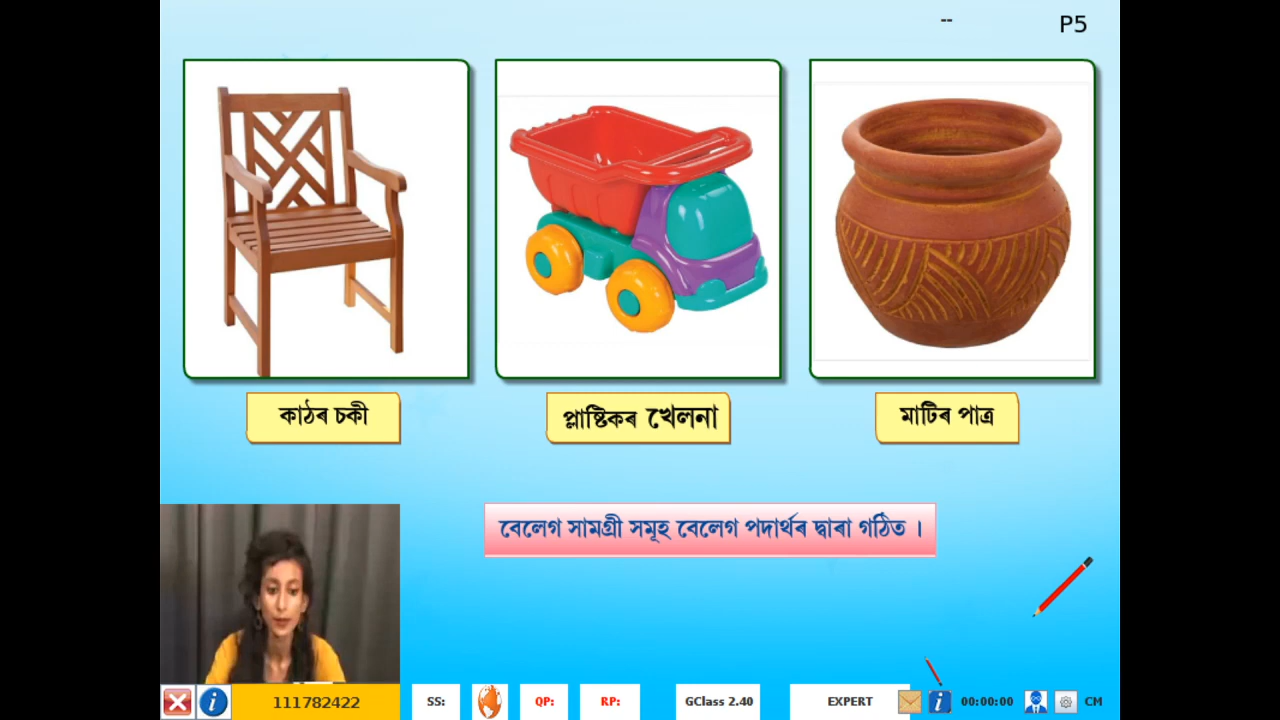 --
P5
কাঠৰ চকী
প্লাষ্টিকৰ খেলনা
মাটিৰ পাত্ৰ
বেলেগ সামগ্ৰী সমূহ বেলেগ পদাৰ্থৰ দ্বাৰা গঠিত ।
111782422 SS: QP: RP: GClass 2.40 EXPERT 00:00:00 CM